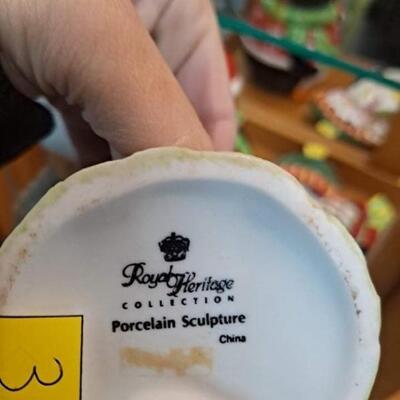 Royal Heritage
COLLECTION
Porcelain Sculpture
China
3